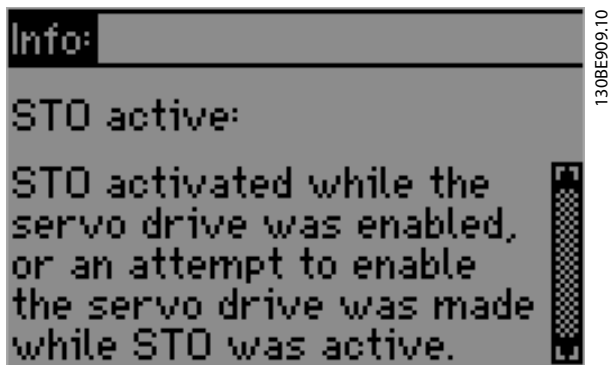 Info:
STO active:
STO activated while the
servo drive was enabled,
or an attempt to enable
the servo drive was made
while STO was active.
130BE909.10